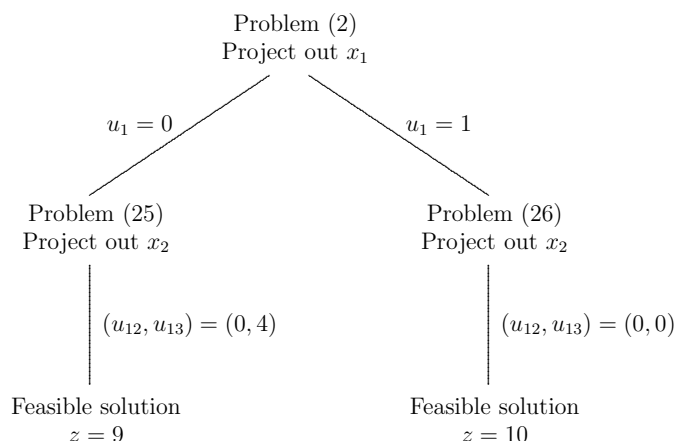 Problem (2)
Project out x₁
u₁ = 0
u₁ = 1
Problem (25)
Project out x₂
Problem (26)
Project out x₂
(u₁₂, u₁₃) = (0, 4)
(u₁₂, u₁₃) = (0, 0)
Feasible solution
z = 9
Feasible solution
z = 10